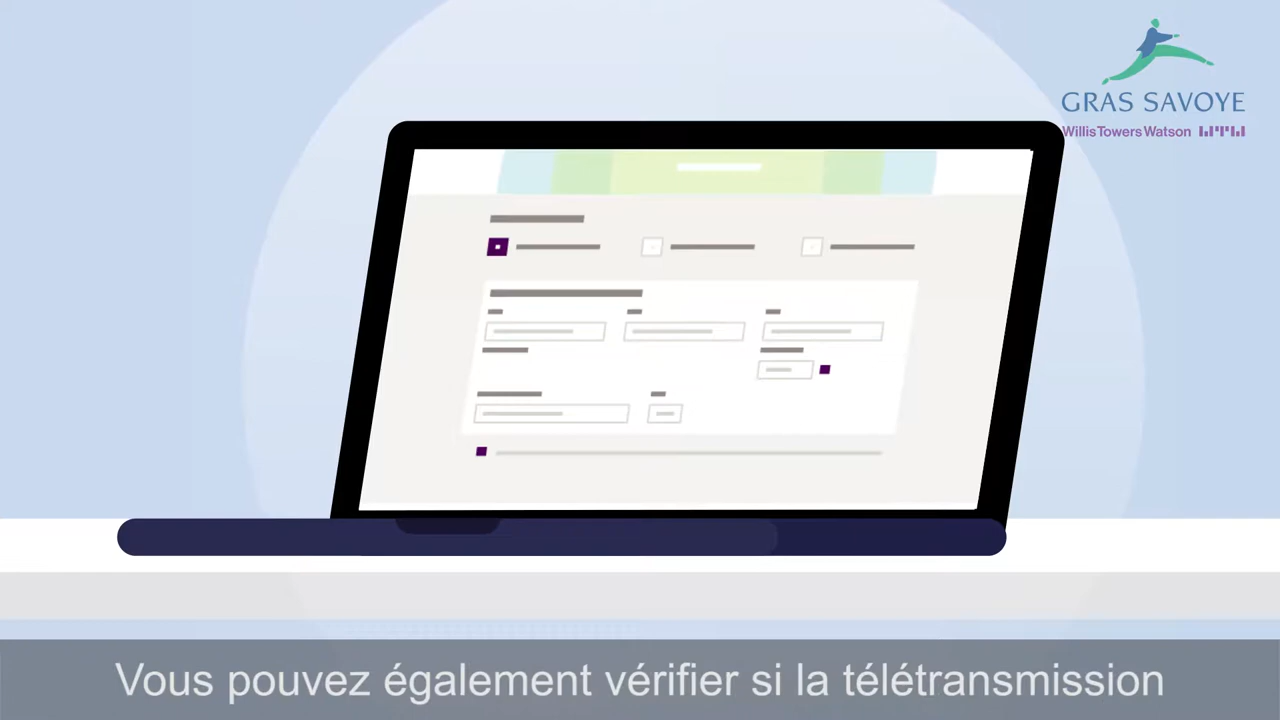 GRAS SAVOYE
WillisTowersWatson
Vous pouvez également vérifier si la télétransmission